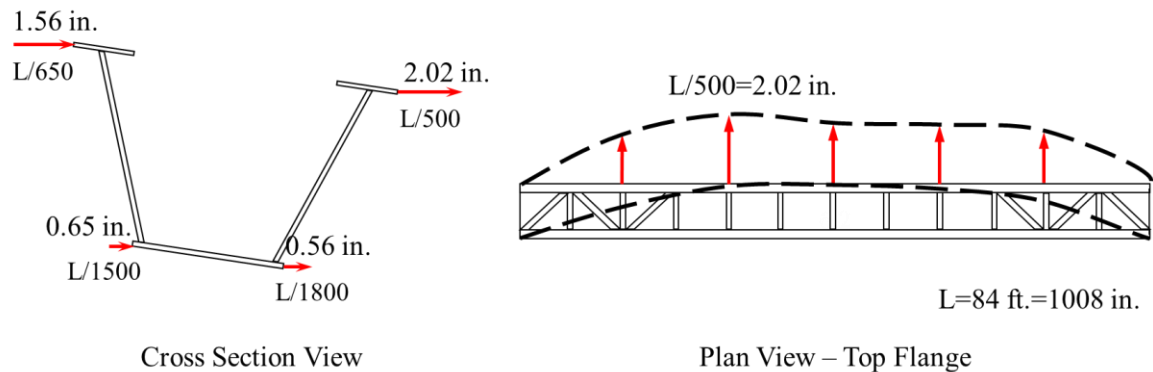 1.56 in.
L/650
2.02 in.
L/500
0.65 in.
L/1500
0.56 in.
L/1800
Cross Section View
L/500=2.02 in.
L=84 ft.=1008 in.
Plan View – Top Flange